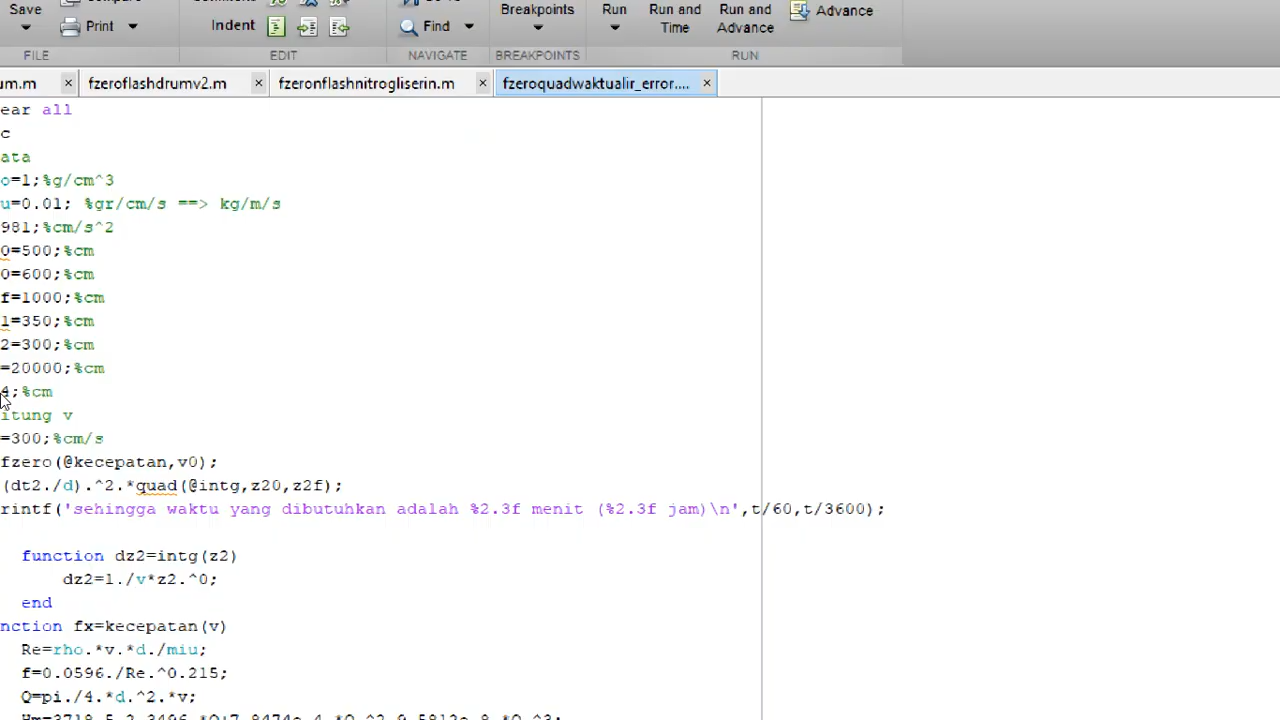 Save
Indent
Print
Find
Breakpoints
Run
Run and
Time
Run and
Advance
Advance
FILE
EDIT
NAVIGATE
BREAKPOINTS
RUN
um.m
fzeroflashdrumv2.m
fzeronflashnitrogliserin.m
fzeroquadwaktualir_error....
ear all
c
ata
o=1;%g/cm^3
u=0.01; %gr/cm/s ==> kg/m/s
981;%cm/s^2
0=500;%cm
0=600;%cm
f=1000;%cm
1=350;%cm
2=300;%cm
=20000;%cm
4;%cm
itung v
=300;%cm/s
fzero(@kecepatan,v0);
(dt2./d).^2.*quad(@intg,z20,z2f);
rintf('sehingga waktu yang dibutuhkan adalah %2.3f menit (%2.3f jam)\n',t/60,t/3600);
function dz2=intg(z2)
dz2=1./v*z2.^0;
end
nction fx=kecepatan(v)
Re=rho.*v.*d./miu;
f=0.0596./Re.^0.215;
Q=pi./4.*d.^2.*v;